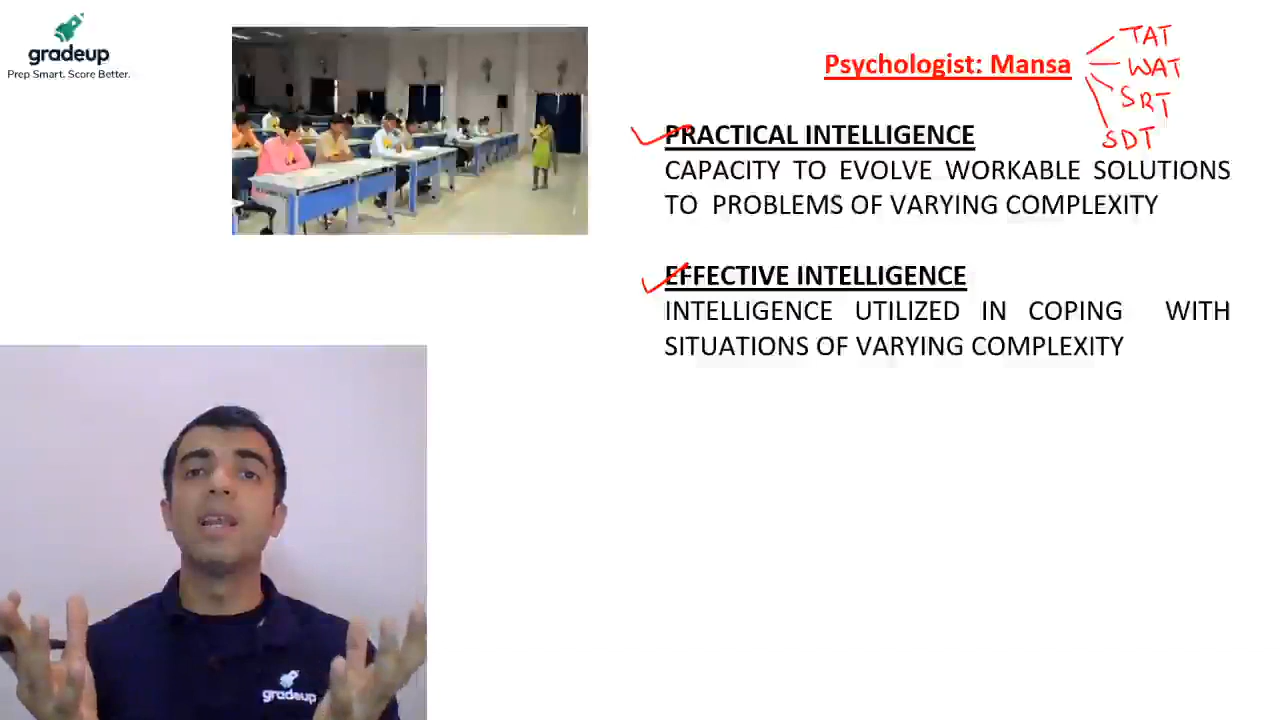 gradeup
Prep Smart. Score Better.
Psychologist: Mansa
TAT
WAT
SRT
SDT
PRACTICAL INTELLIGENCE
CAPACITY TO EVOLVE WORKABLE SOLUTIONS
TO PROBLEMS OF VARYING COMPLEXITY
EFFECTIVE INTELLIGENCE
INTELLIGENCE UTILIZED IN COPING WITH
SITUATIONS OF VARYING COMPLEXITY
gradeup